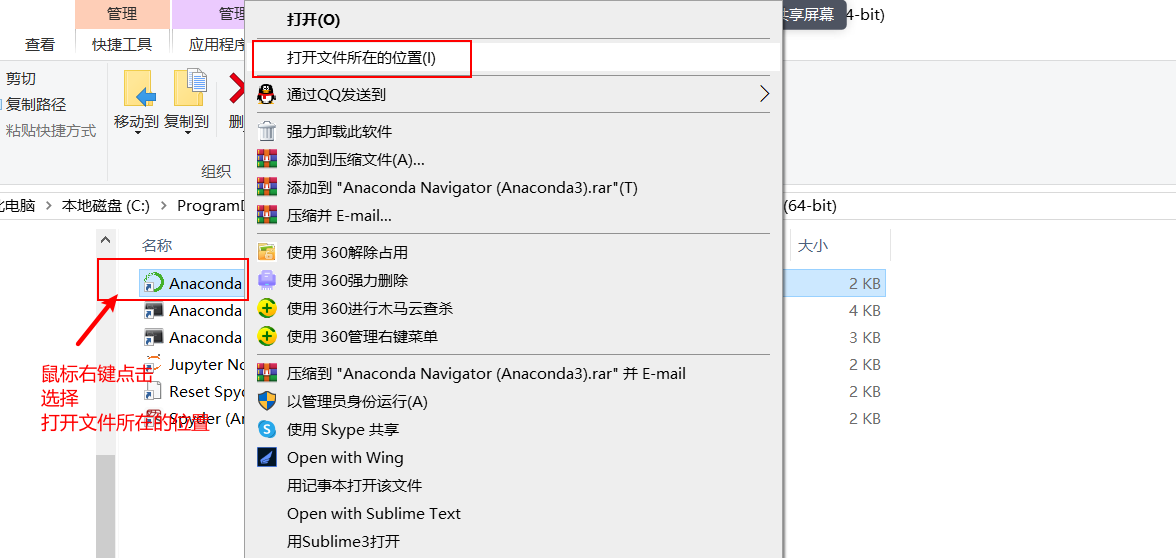 管理
管理
共享屏幕
4-bit)
查看
快捷工具
应用程序
剪切
复制路径
粘贴快捷方式
移动到
复制到
删
组织
此电脑
本地磁盘 (C:)
ProgramD
(64-bit)
名称
大小
Anaconda
2 KB
Anaconda
4 KB
Anaconda
3 KB
Jupyter No
2 KB
Reset Spyd
2 KB
Spyder (An
2 KB
鼠标右键点击
选择
打开文件所在的位置
打开(O)
打开文件所在的位置(I)
通过QQ发送到
强力卸载此软件
添加到压缩文件(A)...
添加到 "Anaconda Navigator (Anaconda3).rar"(T)
压缩并 E-mail...
使用 360解除占用
使用 360强力删除
使用 360进行木马云查杀
使用 360管理右键菜单
压缩到 "Anaconda Navigator (Anaconda3).rar" 并 E-mail
以管理员身份运行(A)
使用 Skype 共享
Open with Wing
用记事本打开该文件
Open with Sublime Text
用Sublime3打开